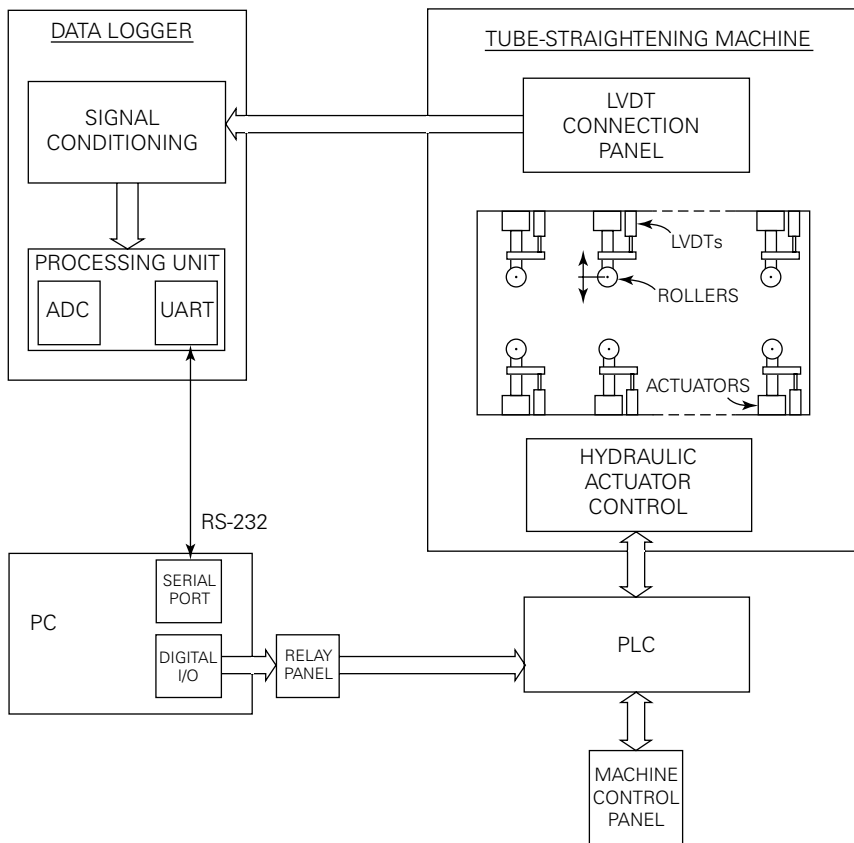 DATA LOGGER
SIGNAL
CONDITIONING
PROCESSING UNIT
ADC
UART
TUBE-STRAIGHTENING MACHINE
LVDT
CONNECTION
PANEL
LVDTs
ROLLERS
ACTUATORS
HYDRAULIC
ACTUATOR
CONTROL
RS-232
PC
SERIAL
PORT
DIGITAL
I/O
RELAY
PANEL
PLC
MACHINE
CONTROL
PANEL